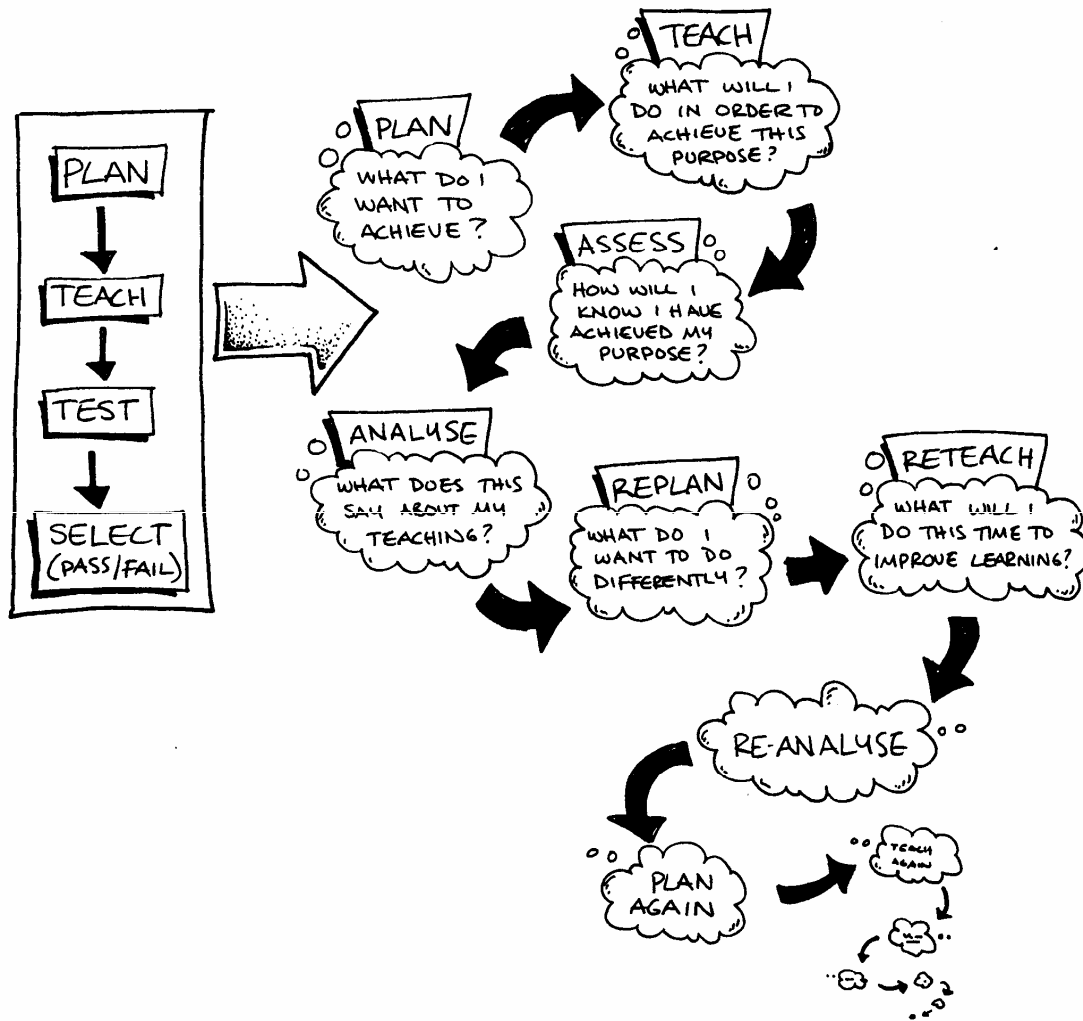 PLAN
TEACH
TEST
SELECT
(PASS/FAIL)
PLAN
WHAT DO I
WANT TO
ACHIEVE?
TEACH
WHAT WILL I
DO IN ORDER TO
ACHIEVE THIS
PURPOSE?
ASSESS
HOW WILL I
KNOW I HAVE
ACHIEVED MY
PURPOSE?
ANALYSE
WHAT DOES THIS
SAY ABOUT MY
TEACHING?
REPLAN
WHAT DO I
WANT TO DO
DIFFERENTLY?
RETEACH
WHAT WILL I
DO THIS TIME TO
IMPROVE LEARNING?
RE-ANALYSE
PLAN
AGAIN
TEACH
AGAIN